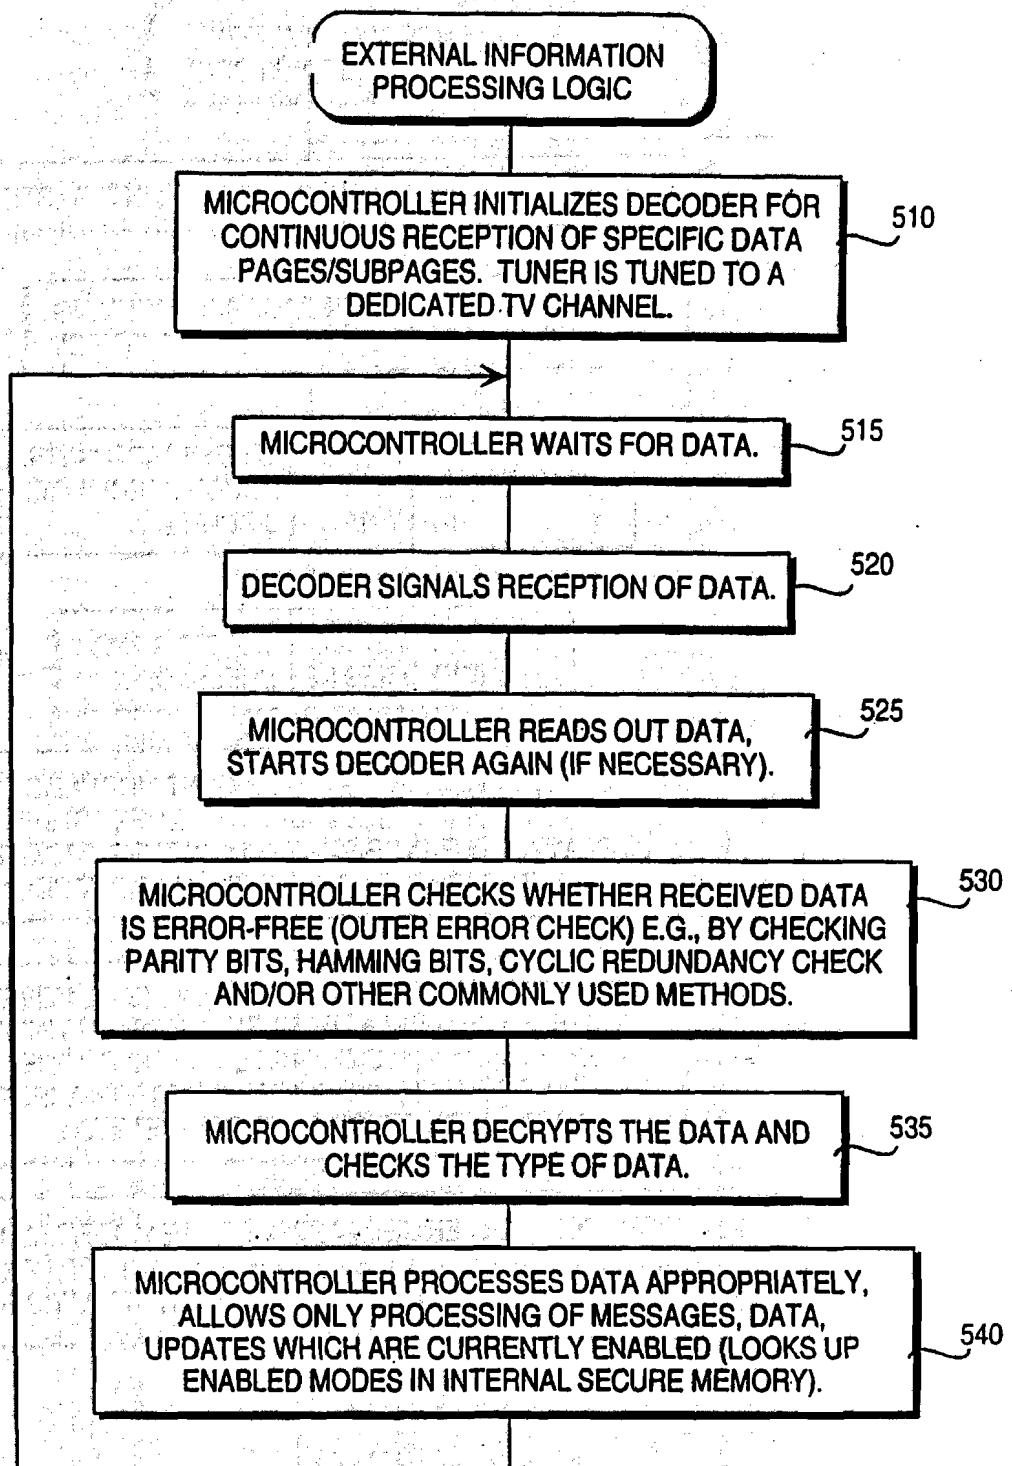 EXTERNAL INFORMATION
PROCESSING LOGIC
MICROCONTROLLER INITIALIZES DECODER FOR
CONTINUOUS RECEPTION OF SPECIFIC DATA
PAGES/SUBPAGES. TUNER IS TUNED TO A
DEDICATED TV CHANNEL.
510
MICROCONTROLLER WAITS FOR DATA.
515
DECODER SIGNALS RECEPTION OF DATA.
520
MICROCONTROLLER READS OUT DATA,
STARTS DECODER AGAIN (IF NECESSARY).
525
MICROCONTROLLER CHECKS WHETHER RECEIVED DATA
IS ERROR-FREE (OUTER ERROR CHECK) E.G., BY CHECKING
PARITY BITS, HAMMING BITS, CYCLIC REDUNDANCY CHECK
AND/OR OTHER COMMONLY USED METHODS.
530
MICROCONTROLLER DECRYPTS THE DATA AND
CHECKS THE TYPE OF DATA.
535
MICROCONTROLLER PROCESSES DATA APPROPRIATELY,
ALLOWS ONLY PROCESSING OF MESSAGES, DATA,
UPDATES WHICH ARE CURRENTLY ENABLED (LOOKS UP
ENABLED MODES IN INTERNAL SECURE MEMORY).
540